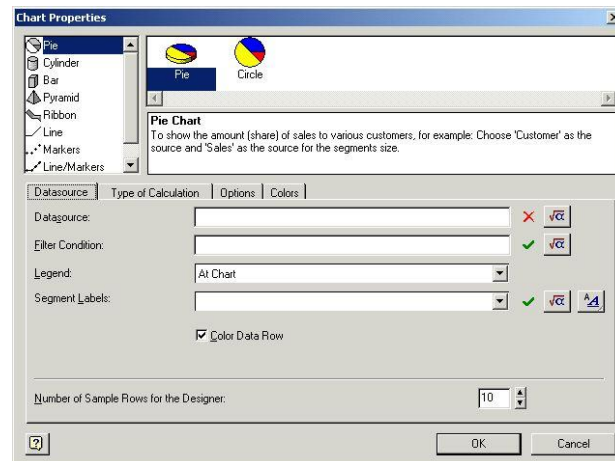 Chart Properties
Pie
Cylinder
Bar
Pyramid
Ribbon
Line
Markers
Line/Markers
Pie
Circle
Pie Chart
To show the amount (share) of sales to various customers, for example: Choose 'Customer' as the
source and 'Sales' as the source for the segments size.
Datasource
Type of Calculation
Options
Colors
Datasource:
√α
Filter Condition:
√α
Legend:
At Chart
Segment Labels:
√α
AA
Color Data Row
Number of Sample Rows for the Designer:
10
?
OK
Cancel